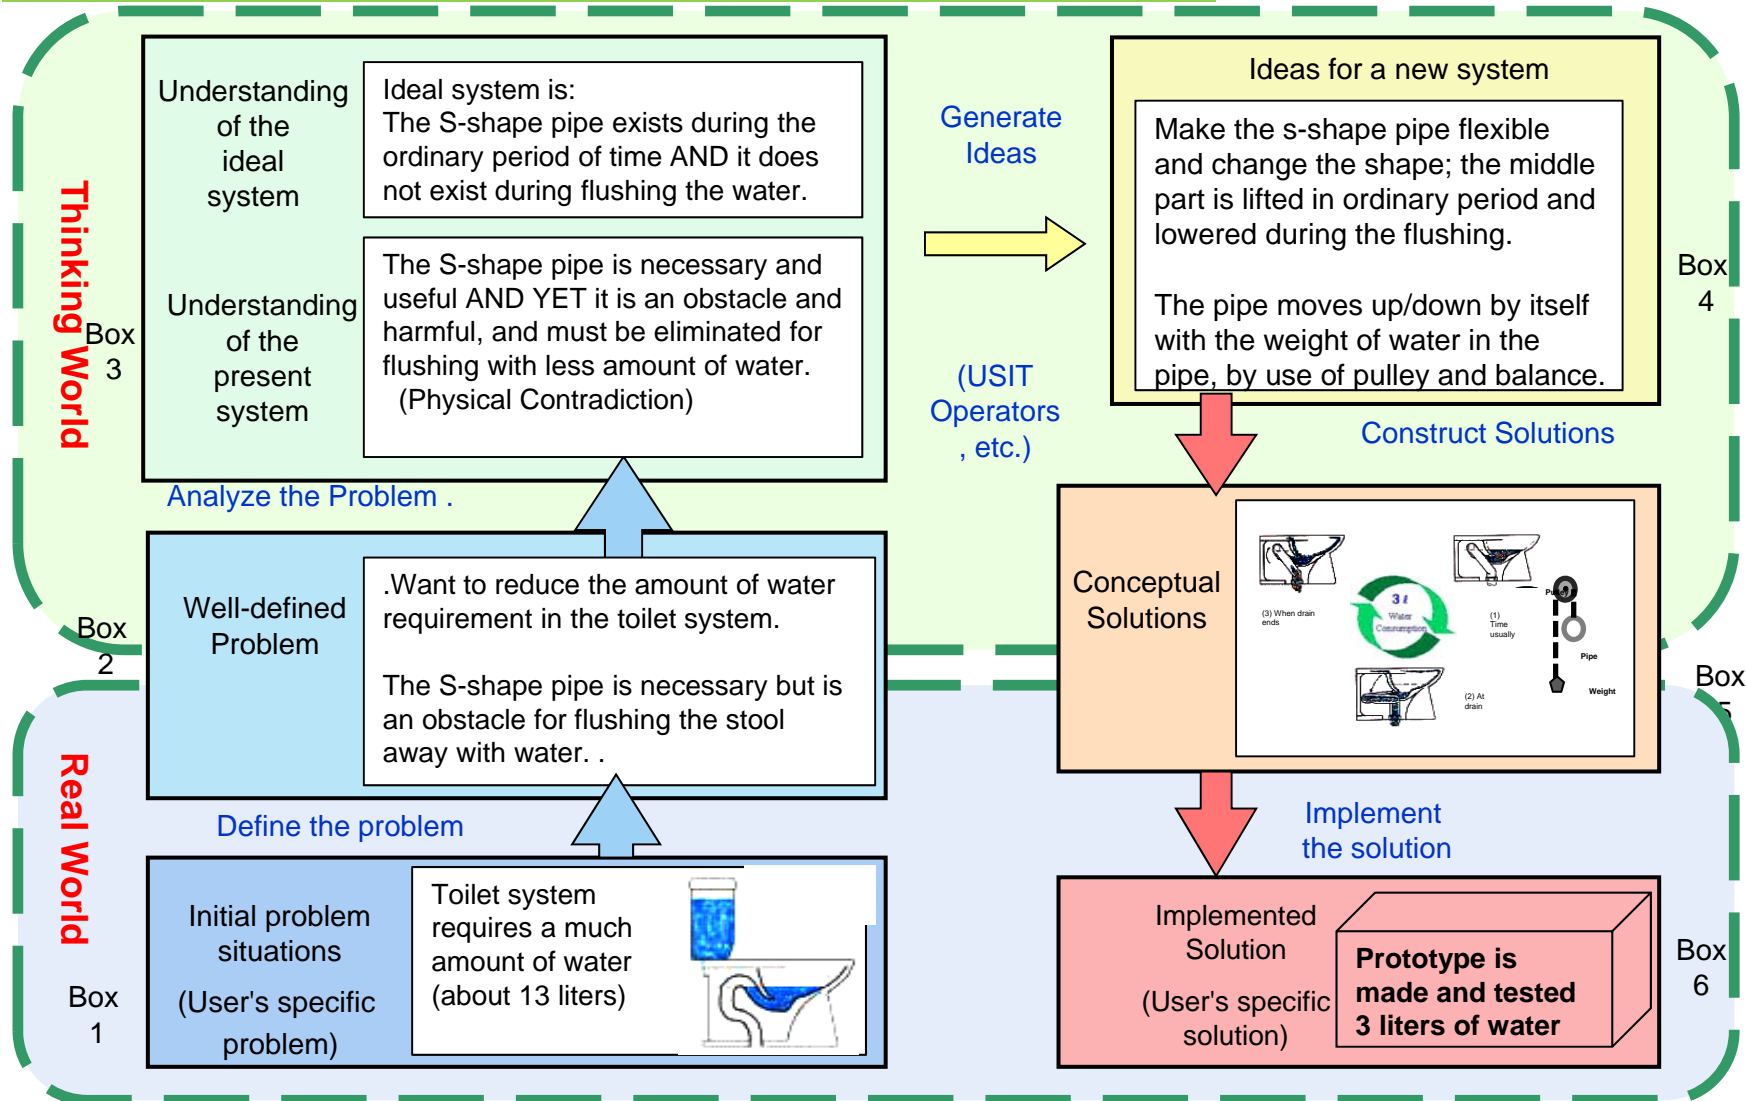 Thinking World
Understanding
of the
ideal
system
Ideal system is:
The S-shape pipe exists during the
ordinary period of time AND it does
not exist during flushing the water.
Understanding
of the
present
system
The S-shape pipe is necessary and
useful AND YET it is an obstacle and
harmful, and must be eliminated for
flushing with less amount of water.
(Physical Contradiction)
Box
3
Analyze the Problem .
Generate
Ideas
(USIT
Operators
, etc.)
Ideas for a new system
Make the s-shape pipe flexible
and change the shape; the middle
part is lifted in ordinary period and
lowered during the flushing.
The pipe moves up/down by itself
with the weight of water in the
pipe, by use of pulley and balance.
Box
4
Construct Solutions
Well-defined
Problem
.Want to reduce the amount of water
requirement in the toilet system.
The S-shape pipe is necessary but is
an obstacle for flushing the stool
away with water. .
Box
2
Conceptual
Solutions
(3) When drain
ends
3 ℓ
Water
Consumption
(1)
Time
usually
(2) At
drain
Pipe
Weight
Box
5
Real World
Define the problem
Initial problem
situations
(User's specific
problem)
Toilet system
requires a much
amount of water
(about 13 liters)
Box
1
Implement
the solution
Implemented
Solution
(User's specific
solution)
Prototype is
made and tested
3 liters of water
Box
6